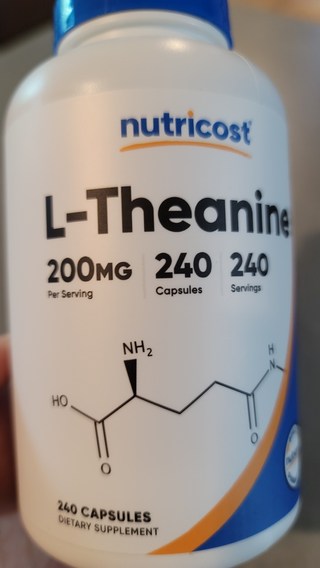 nutricost
L-Theanine
200MG 240 240
Per Serving Capsules Servings
NH2
H
N
HO
O
O
240 CAPSULES
DIETARY SUPPLEMENT